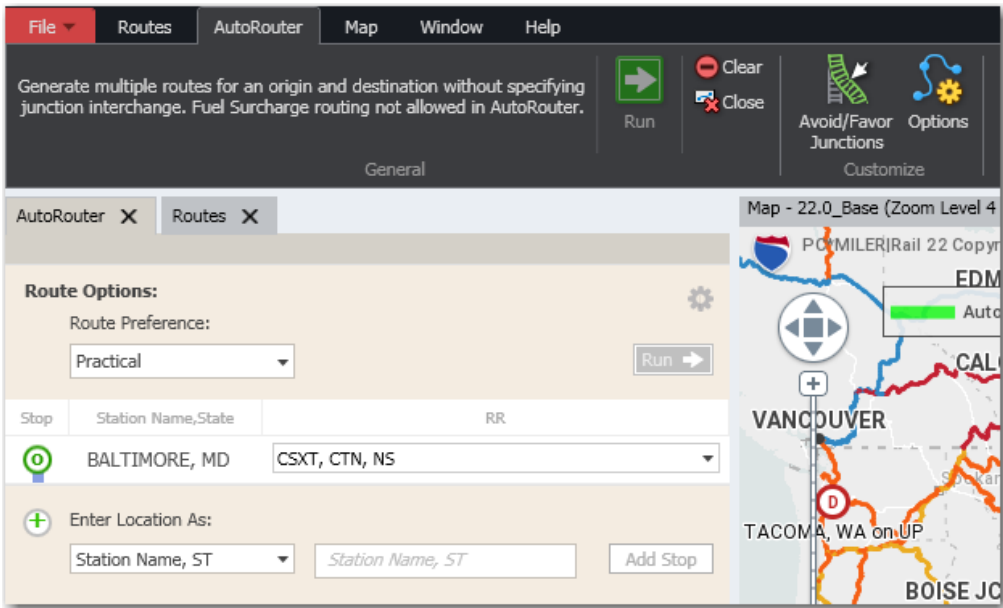 File Routes AutoRouter Map Window Help
Generate multiple routes for an origin and destination without specifying
junction interchange. Fuel Surcharge routing not allowed in AutoRouter.
Run
Clear
Close
Avoid/Favor
Junctions
Options
General
Customize
AutoRouter X Routes X
Map - 22.0_Base (Zoom Level 4
PC*MILER|Rail 22 Copyr
EDM
Auto
CAL
VANCOUVER
Spokan
D
TACOMA, WA on UP
BOISE JC
Route Options:
Route Preference:
Practical
Run
Stop Station Name,State RR
O BALTIMORE, MD CSXT, CTN, NS
Enter Location As:
Station Name, ST Station Name, ST Add Stop